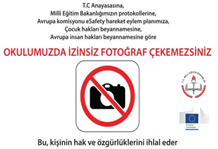 T.C Anayasasına,
Milli Eğitim Bakanlığımızın protokollerine,
Avrupa komisyonu eSafety hareket eylem planımıza,
Çocuk hakları beyannamesine,
Avrupa insan hakları beyannamesine göre
OKULUMUZDA İZİNSİZ FOTOĞRAF ÇEKEMEZSİNİZ
Bu, kişinin hak ve özgürlüklerini ihlal eder